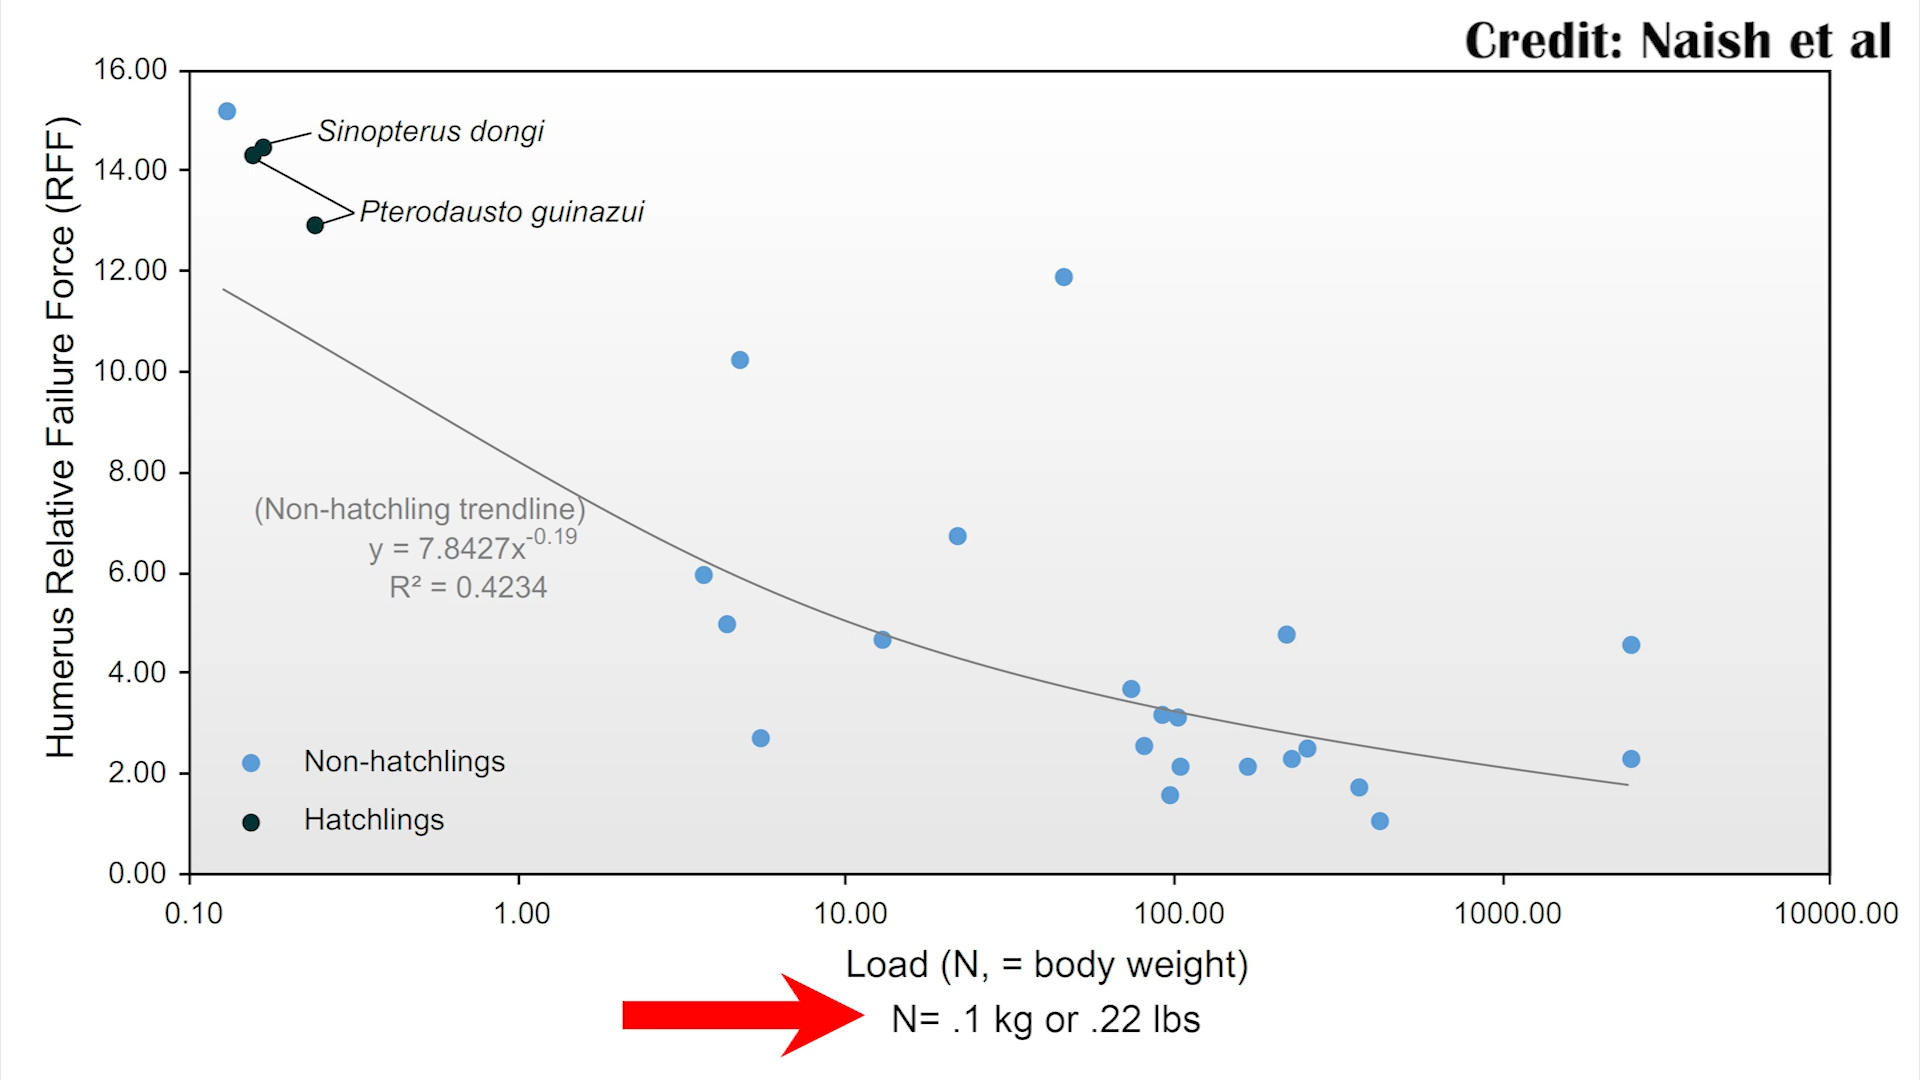 Credit: Naish et al
16.00
14.00
12.00
10.00
8.00
6.00
4.00
2.00
0.00
Humerus Relative Failure Force (RFF)
Sinopterus dongi
Pterodausto guinazui
(Non-hatchling trendline)
y = 7.8427x^-0.19
R² = 0.4234
Non-hatchlings
Hatchlings
0.10 1.00 10.00 100.00 1000.00 10000.00
Load (N, = body weight)
N= .1 kg or .22 lbs